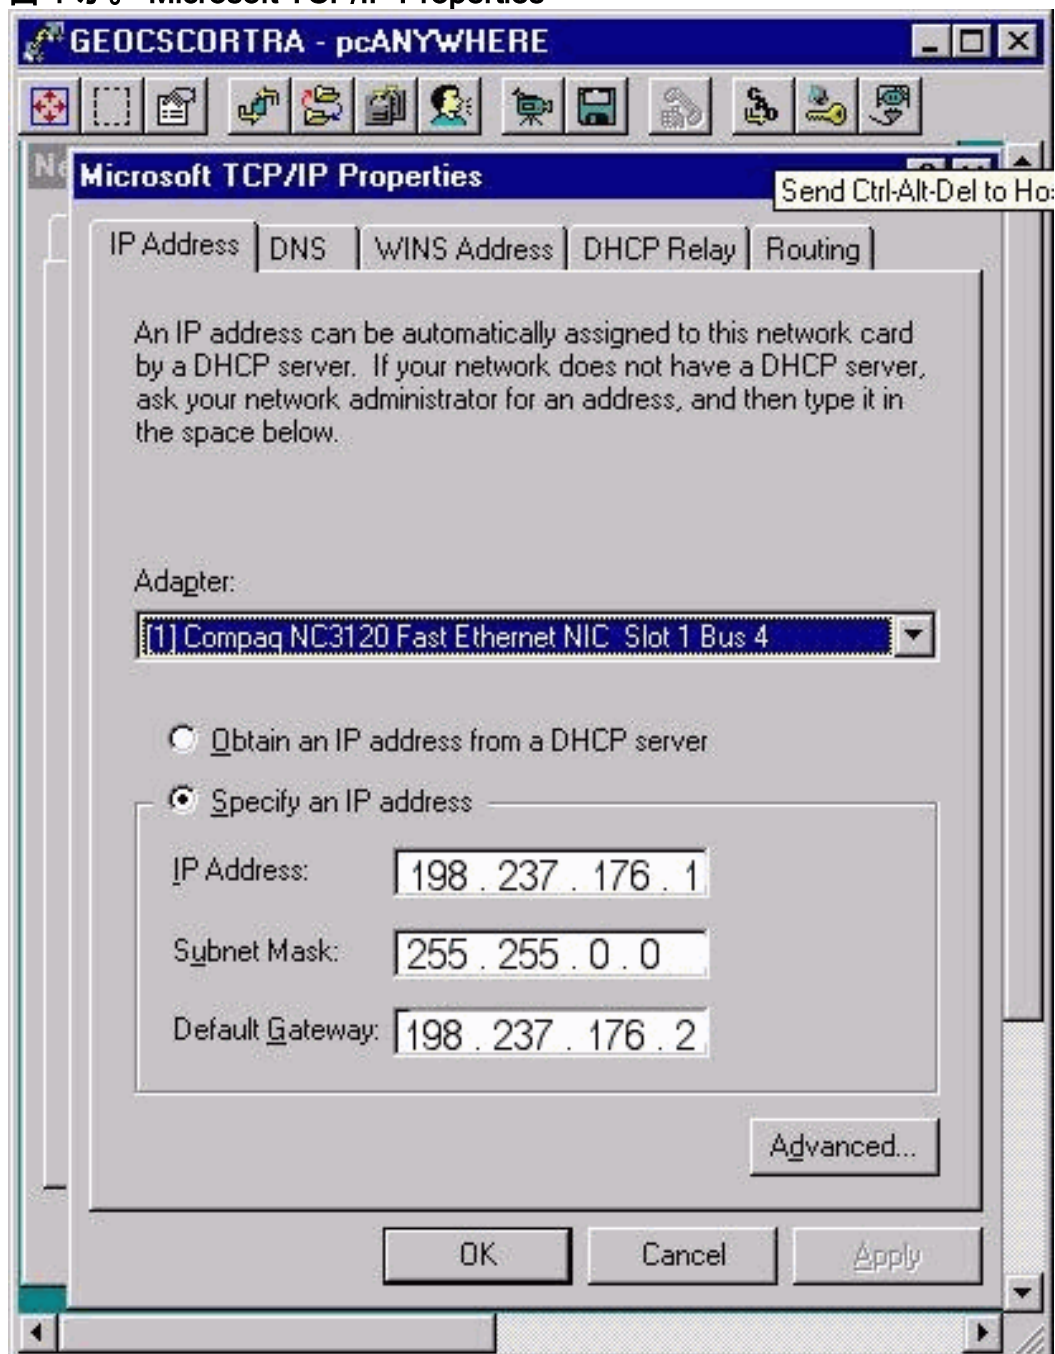 Microsoft TCP/IP Properties
GEOCSCORTRA - pcANYWHERE
Ne
Microsoft TCP/IP Properties
Send Ctrl-Alt-Del to Ho
IP Address
DNS
WINS Address
DHCP Relay
Routing
An IP address can be automatically assigned to this network card
by a DHCP server. If your network does not have a DHCP server,
ask your network administrator for an address, and then type it in
the space below.
Adapter:
[1] Compaq NC3120 Fast Ethernet NIC Slot 1 Bus 4
Obtain an IP address from a DHCP server
Specify an IP address
IP Address:
198 . 237 . 176 . 1
Subnet Mask:
255 . 255 . 0 . 0
Default Gateway:
198 . 237 . 176 . 2
Advanced...
OK
Cancel
Apply